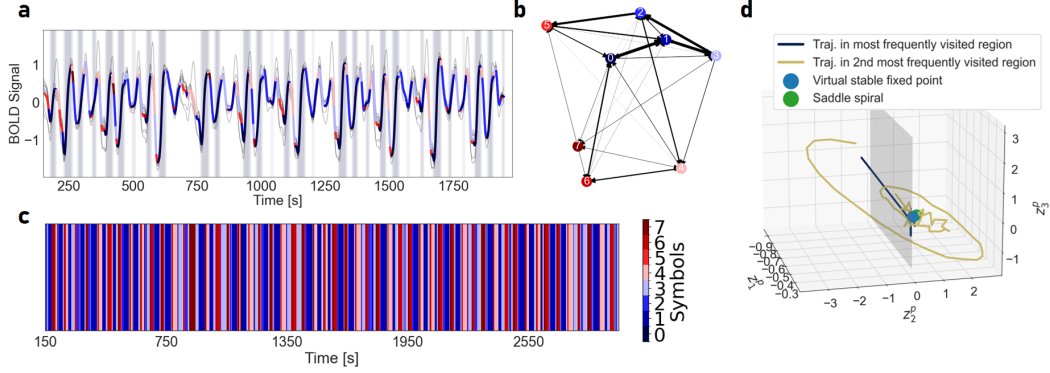 a
BOLD Signal
1
0
−1
250 500 750 1000 1250 1500 1750
Time [s]
b
5
2
1
0
3
7
4
6
c
150 750 1350 1950 2550
Time [s]
7
6
5
4
3
2
1
0
Symbols
d
Traj. in most frequently visited region
Traj. in 2nd most frequently visited region
Virtual stable fixed point
Saddle spiral
3
2
1
0
−1
z₃ᵖ
−0.9
−0.8
−0.7
−0.6
−0.5
−0.4
−0.3
z₁ᵖ
−3 −2 −1 0 1 2
z₂ᵖ